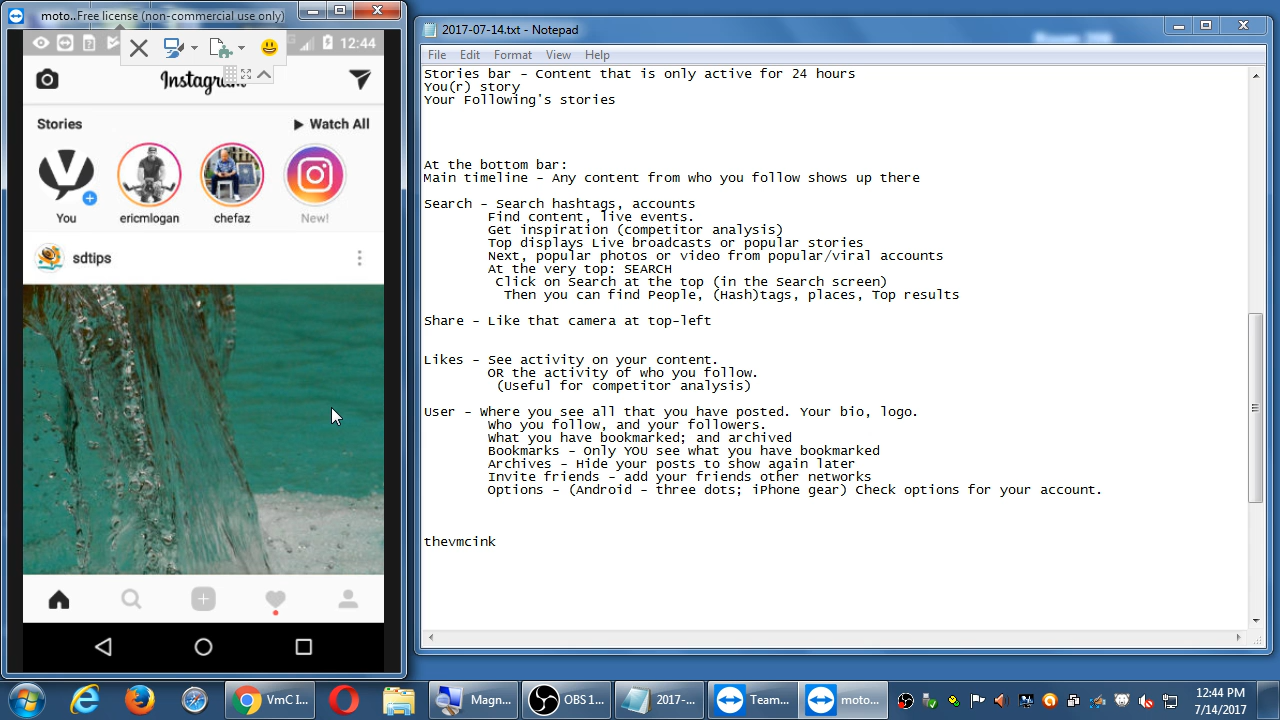 moto.. Free license (non-commercial use only)
12:44
Instagram
Stories
Watch All
You
ericmlogan
chefaz
New!
sdtips
2017-07-14.txt - Notepad
File Edit Format View Help
Stories bar - Content that is only active for 24 hours
You(r) story
Your Following's stories
At the bottom bar:
Main timeline - Any content from who you follow shows up there
Search - Search hashtags, accounts
Find content, live events.
Get inspiration (competitor analysis)
Top displays Live broadcasts or popular stories
Next, popular photos or video from popular/viral accounts
At the very top: SEARCH
Click on Search at the top (in the Search screen)
Then you can find People, (Hash)tags, places, Top results
Share - Like that camera at top-left
Likes - See activity on your content.
OR the activity of who you follow.
(Useful for competitor analysis)
User - Where you see all that you have posted. Your bio, logo.
Who you follow, and your followers.
What you have bookmarked; and archived
Bookmarks - Only YOU see what you have bookmarked
Archives - Hide your posts to show again later
Invite friends - add your friends other networks
Options - (Android - three dots; iPhone gear) Check options for your account.
thevmcink
VmC I...
Magn...
OBS 1...
2017-...
Team...
moto...
12:44 PM
7/14/2017